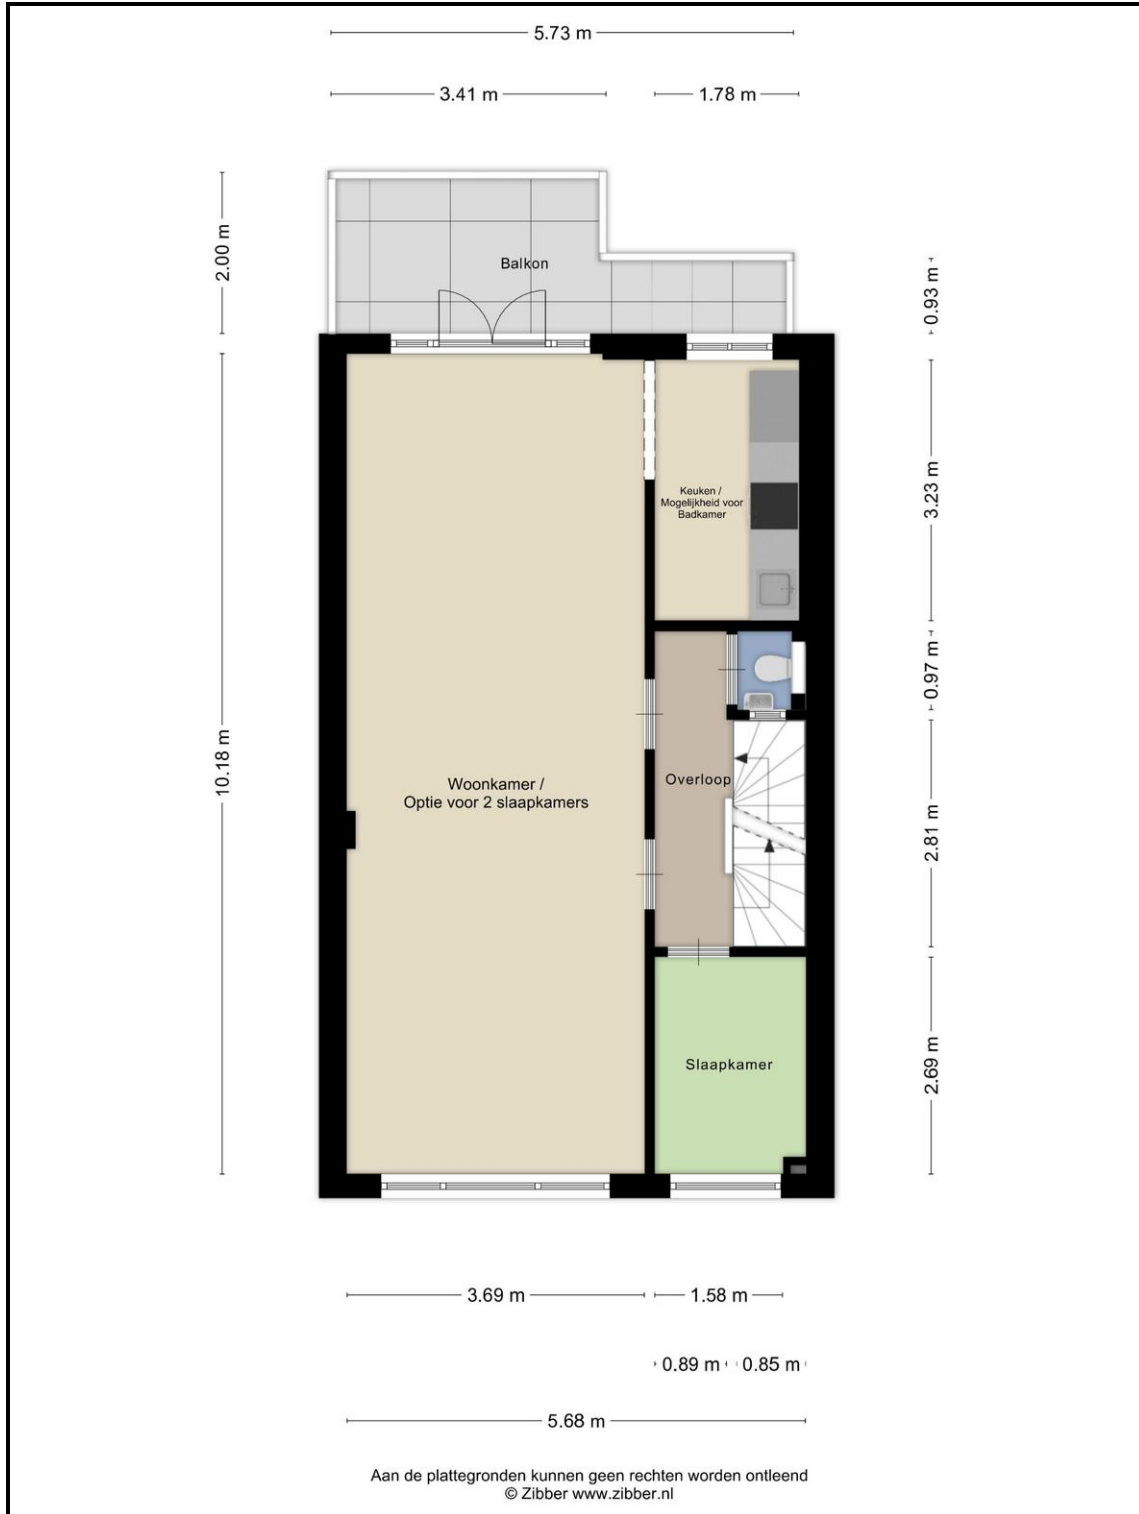 5.73 m
3.41 m
1.78 m
2.00 m
Balkon
0.93 m
Keuken /
Mogelijkheid voor
Badkamer
3.23 m
0.97 m
10.18 m
Woonkamer /
Optie voor 2 slaapkamers
Overloop
2.81 m
Slaapkamer
2.69 m
3.69 m
1.58 m
0.89 m
0.85 m
5.68 m
Aan de plattegronden kunnen geen rechten worden ontleend
© Zibber www.zibber.nl